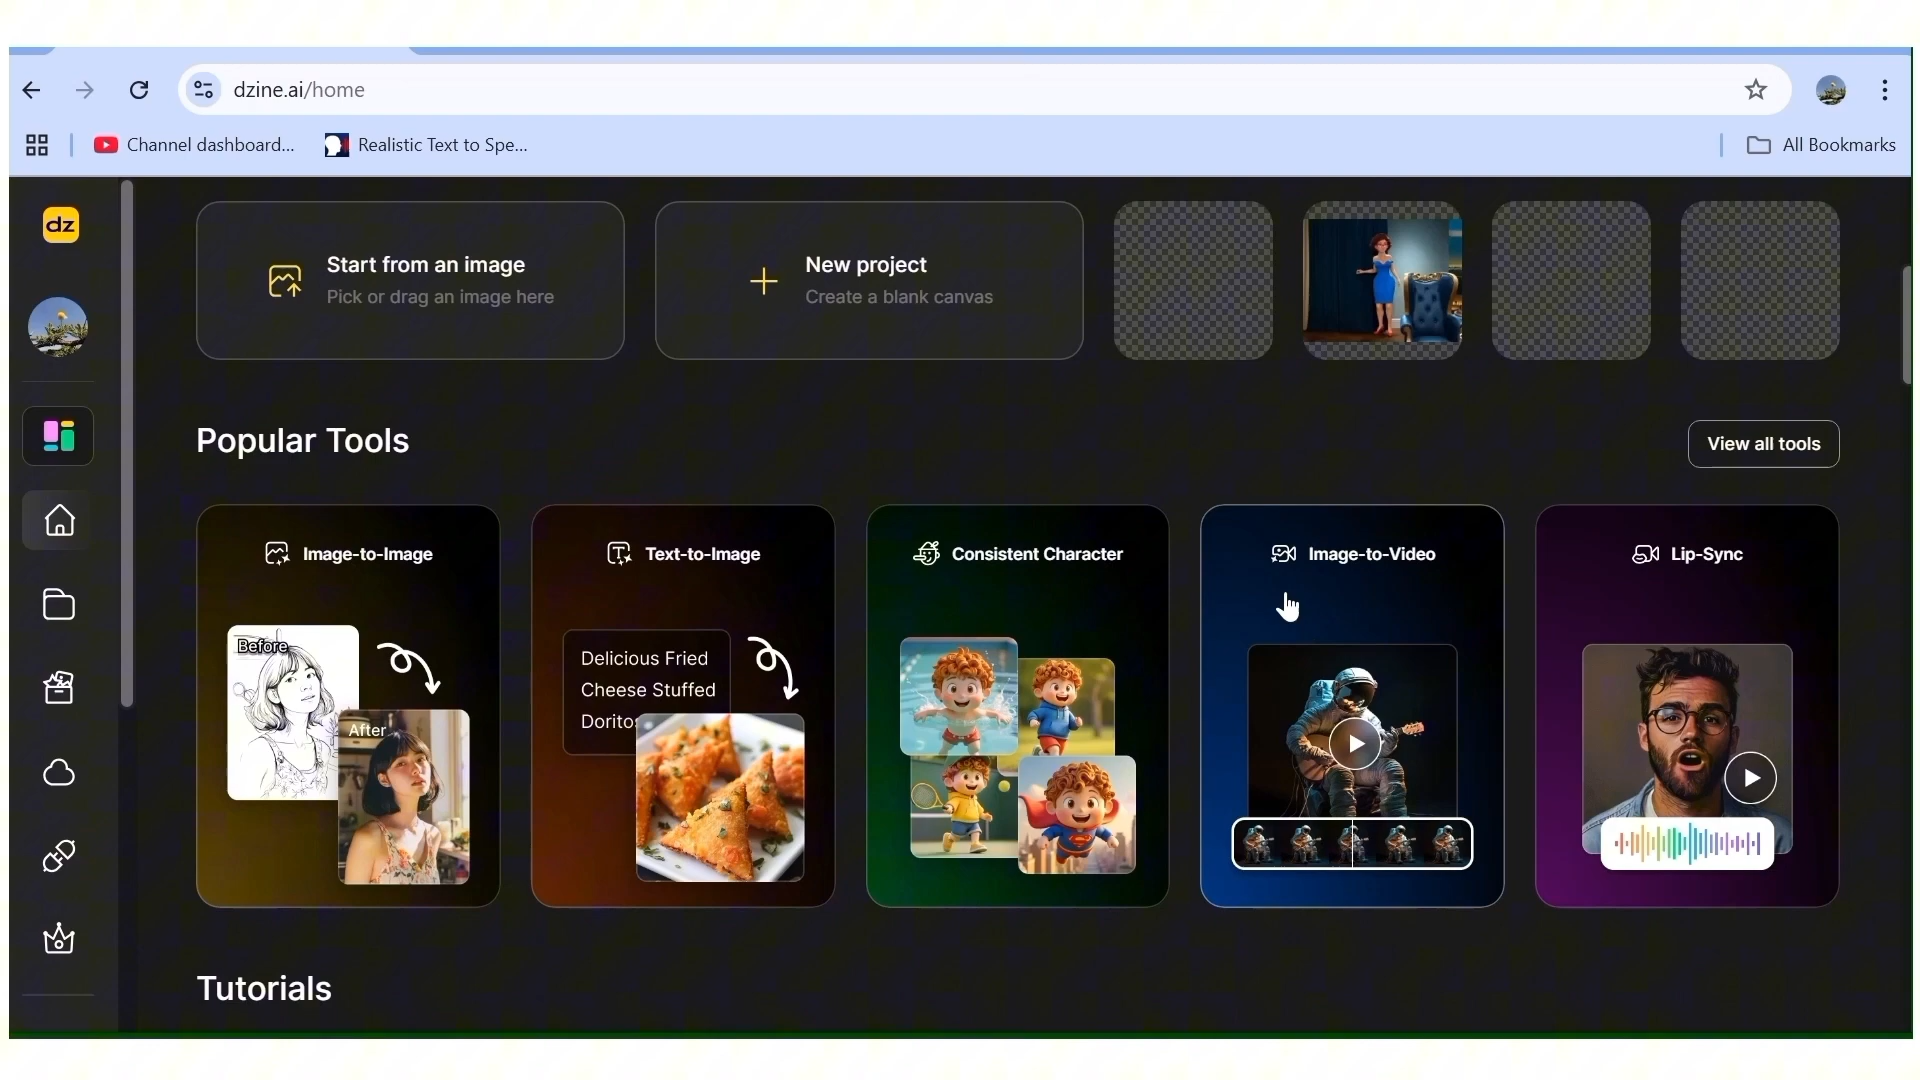 dzine.ai/home
Channel dashboard...
Realistic Text to Spe...
All Bookmarks
dz
Start from an image
Pick or drag an image here
New project
Create a blank canvas
Popular Tools
View all tools
Image-to-Image
Before
After
Text-to-Image
Delicious Fried
Cheese Stuffed
Doritos
Consistent Character
Image-to-Video
Lip-Sync
Tutorials